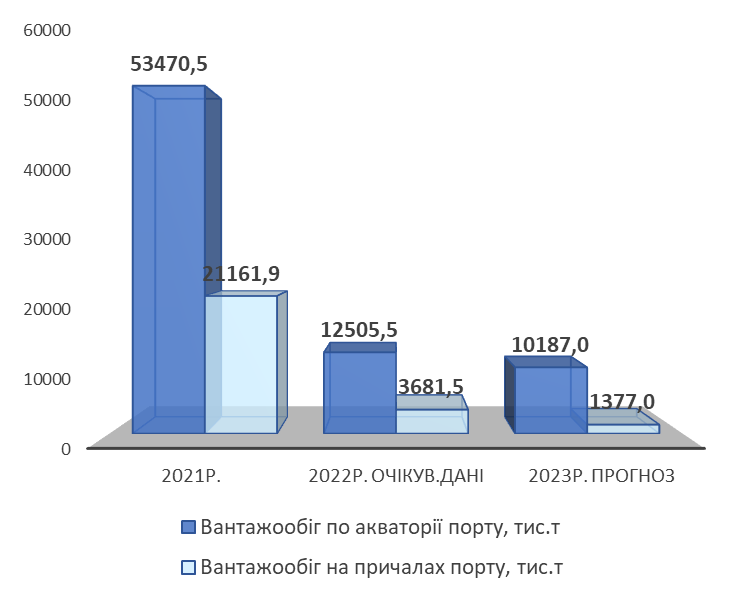 60000
53470,5
50000
40000
30000
21161,9
20000
12505,5
10187,0
10000
3681,5
1377,0
0
2021Р.
2022Р. ОЧІКУВ.ДАНІ
2023Р. ПРОГНОЗ
Вантажообіг по акваторії порту, тис.т
Вантажообіг на причалах порту, тис.т